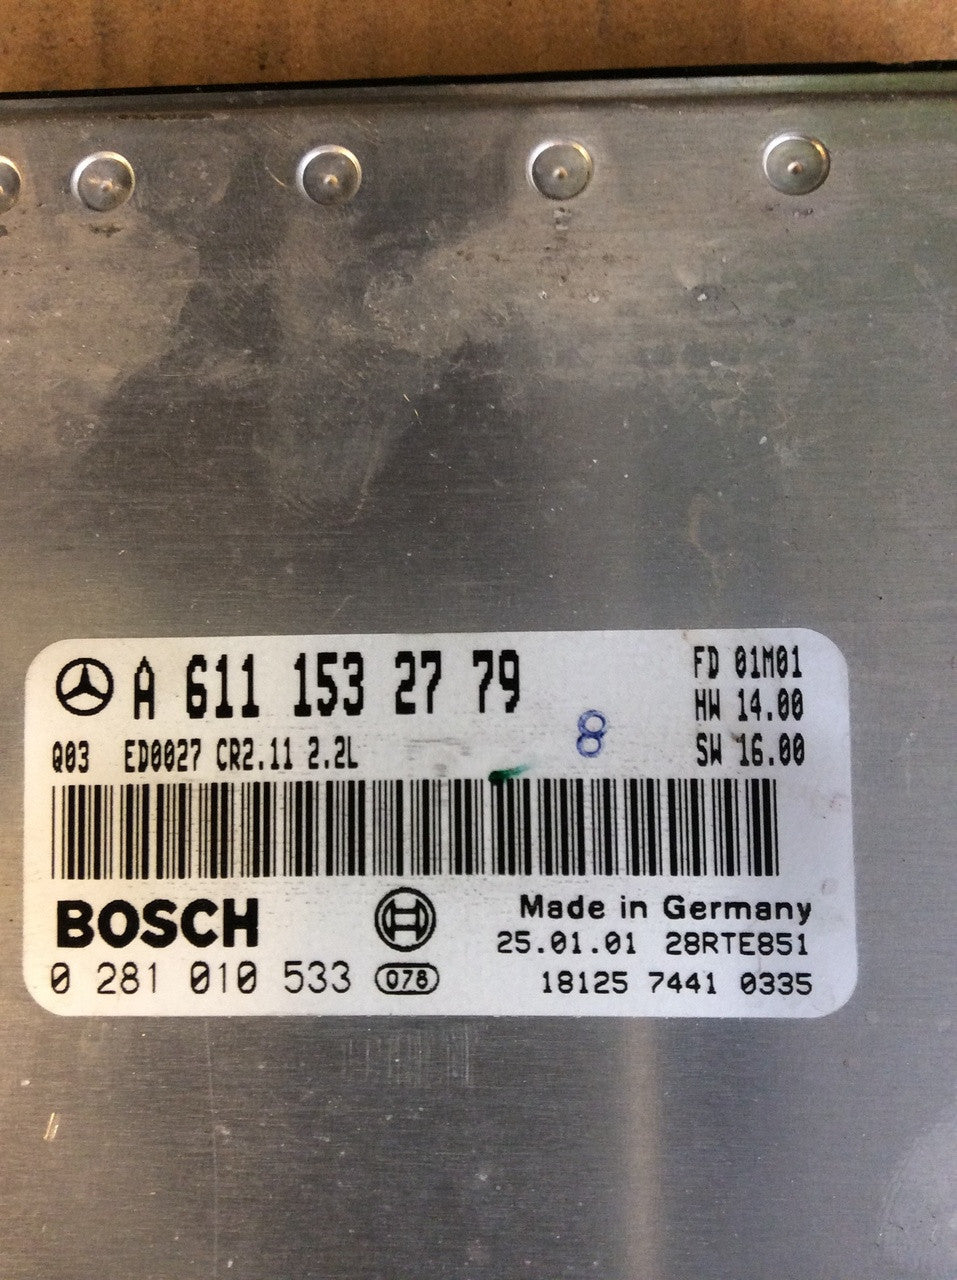 A 611 153 27 79
FD 01M01
HW 14.00
Q03 ED0027 CR2.11 2.2L
8
SW 16.00
BOSCH
Made in Germany
25.01.01 28RTE851
0 281 010 533
Q78
18125 7441 0335